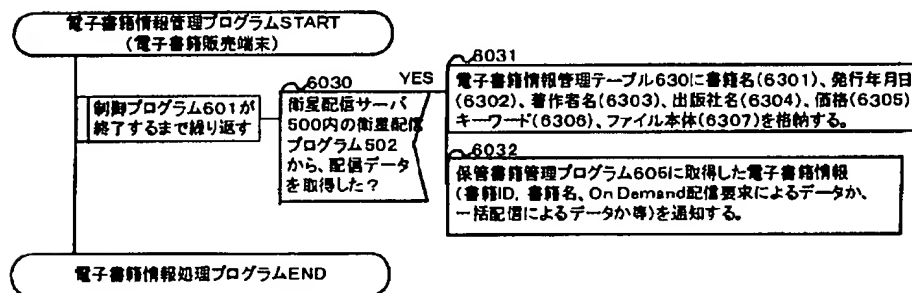 電子書籍情報管理プログラムSTART
(電子書籍販売端末)
制御プログラム601が
終了するまで繰り返す
6030
衛星配信サーバ
500内の衛星配信
プログラム502
から、配信データ
を取得した？
YES
6031
電子書籍情報管理テーブル630に書籍名(6301)、発行年月日
(6302)、著作者名(6303)、出版社名(6304)、価格(6305)
キーワード(6306)、ファイル本体(6307)を格納する。
6032
保管書籍管理プログラム605に取得した電子書籍情報
(書籍ID, 書籍名、On Demand配信要求によるデータか、
一括配信によるデータか等)を通知する。
電子書籍情報処理プログラムEND